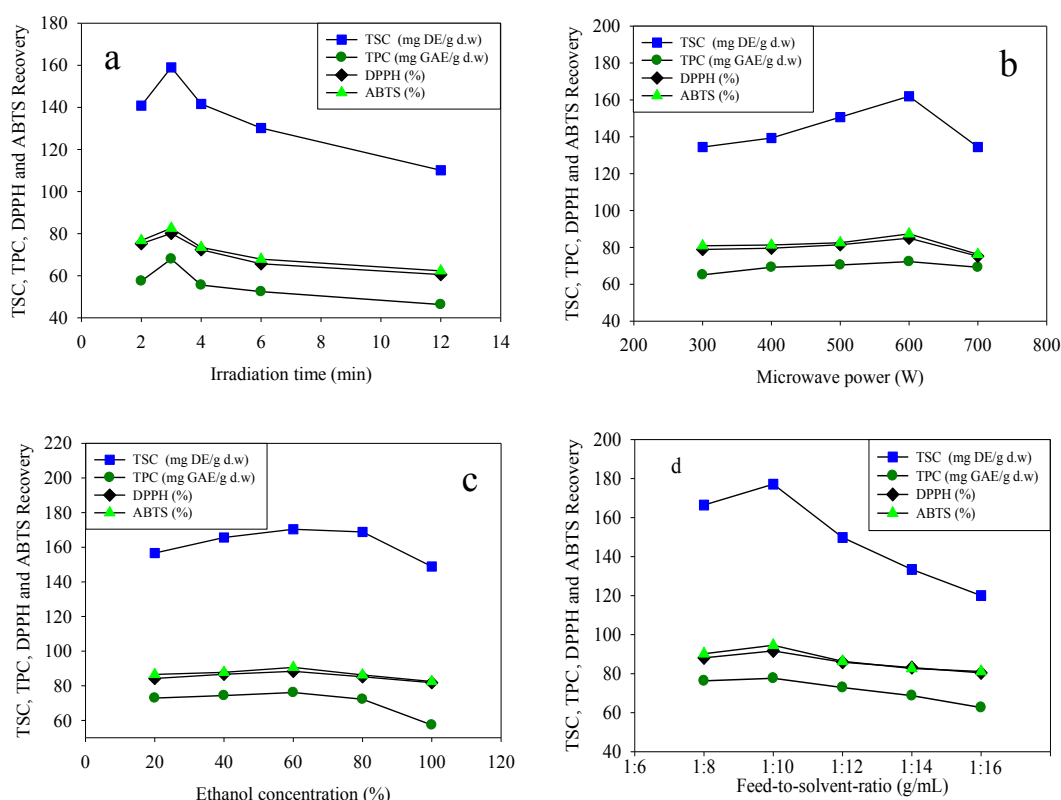 TSC, TPC, DPPH and ABTS Recovery
180
160
140
120
100
80
60
40
a
TSC (mg DE/g d.w)
TPC (mg GAE/g d.w)
DPPH (%)
ABTS (%)
0 2 4 6 8 10 12 14
Irradiation time (min)
TSC, TPC, DPPH and ABTS Recovery
200
180
160
140
120
100
80
60
40
TSC (mg DE/g d.w)
TPC (mg GAE/g d.w)
DPPH (%)
ABTS (%)
b
200 300 400 500 600 700 800
Microwave power (W)
TSC, TPC, DPPH and ABTS Recovery
220
200
180
160
140
120
100
80
60
TSC (mg DE/g d.w)
TPC (mg GAE/g d.w)
DPPH (%)
ABTS (%)
c
0 20 40 60 80 100 120
Ethanol concentration (%)
TSC, TPC, DPPH and ABTS Recovery
200
180
160
140
120
100
80
60
40
d
TSC (mg DE/g d.w)
TPC (mg GAE/g d.w)
DPPH (%)
ABTS (%)
1:6 1:8 1:10 1:12 1:14 1:16
Feed-to-solvent-ratio (g/mL)